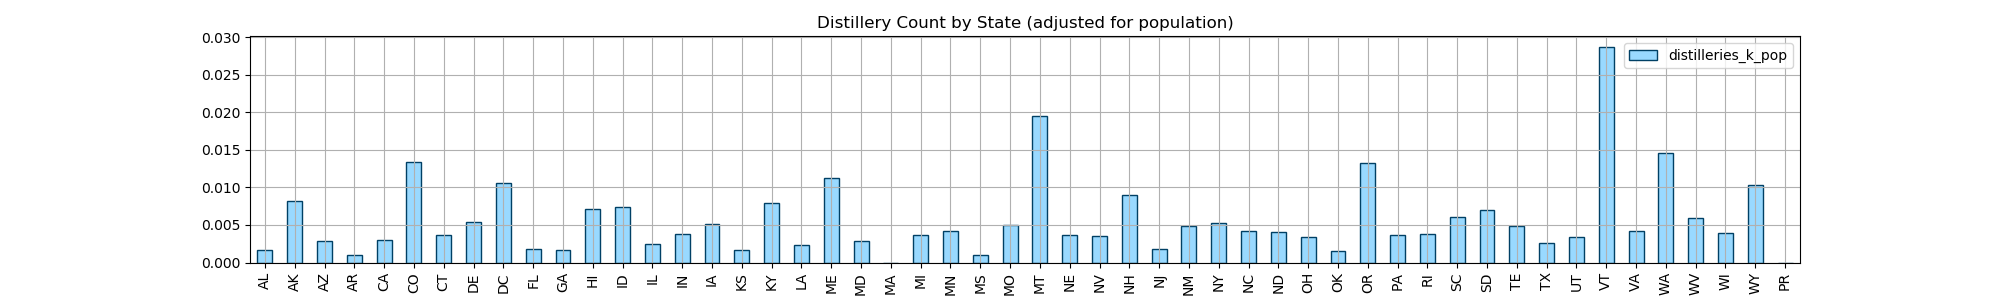 Distillery Count by State (adjusted for population)
distilleries_k_pop
0.030
0.025
0.020
0.015
0.010
0.005
0.000
AL AK AZ AR CA CO CT DE DC FL GA HI ID IL IN IA KS KY LA ME MD MA MI MN MS MO MT NE NV NH NJ NM NY NC ND OH OK OR PA RI SC SD TE TX UT VT VA WA WV WI WY PR